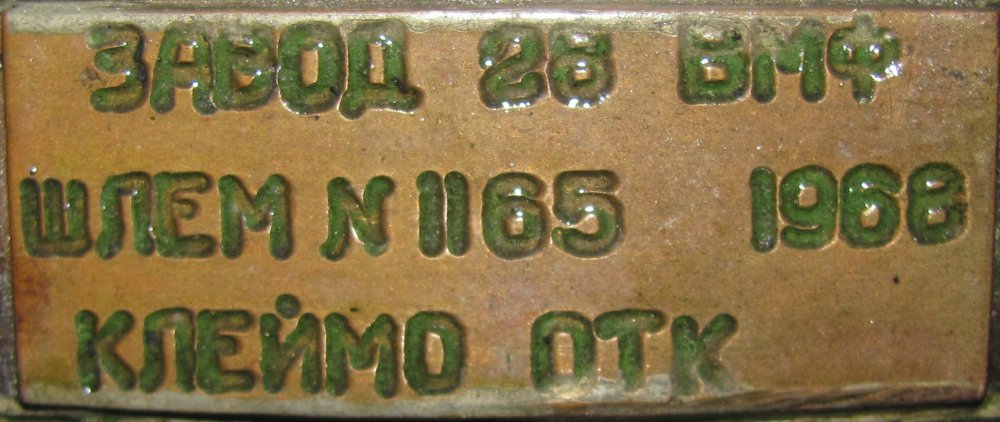 ЗАВОД 28 ВМФ
ШЛЕМ N 1165 1968
КЛЕЙМО ОТК